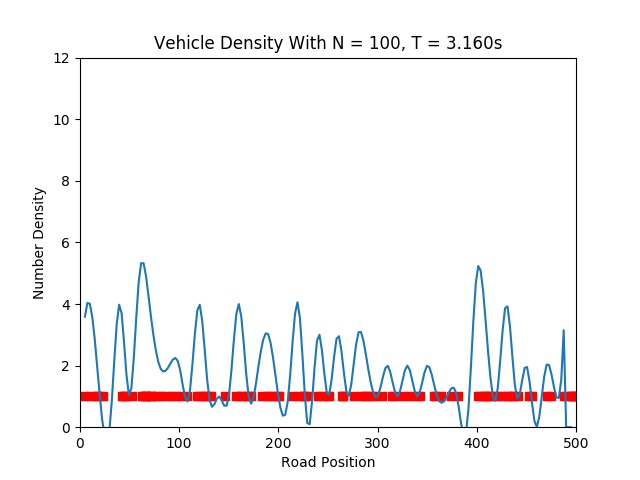 Vehicle Density With N = 100, T = 3.160s
12
10
8
6
4
2
0
Number Density
0 100 200 300 400 500
Road Position